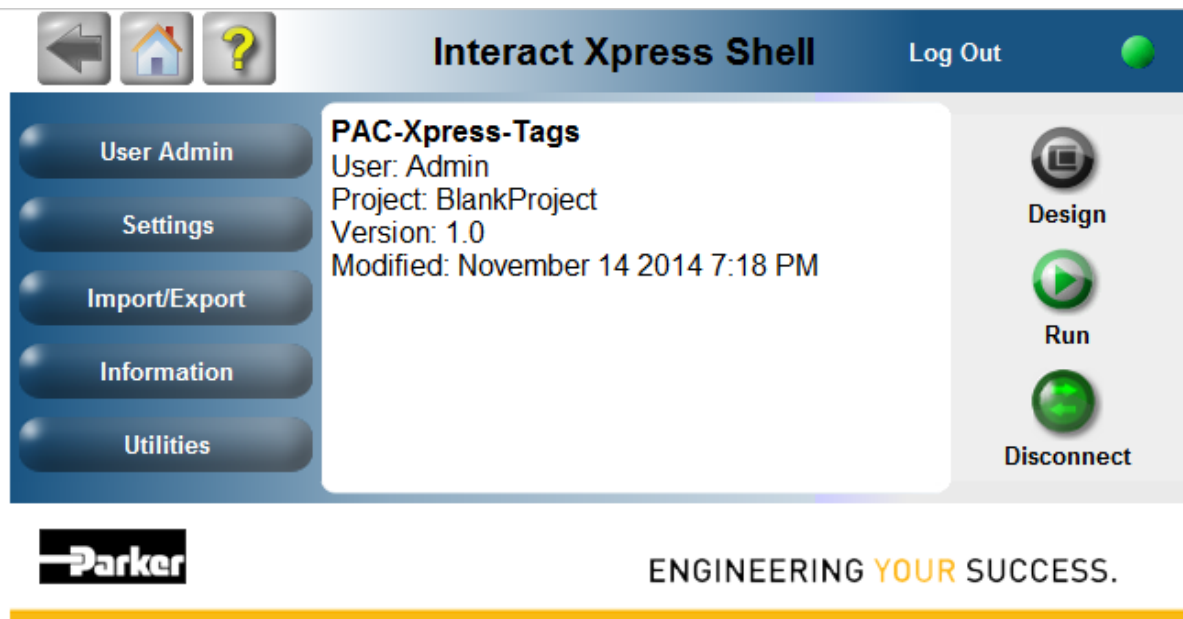 Interact Xpress Shell
Log Out
User Admin
Settings
Import/Export
Information
Utilities
PAC-Xpress-Tags
User: Admin
Project: BlankProject
Version: 1.0
Modified: November 14 2014 7:18 PM
Design
Run
Disconnect
Parker
ENGINEERING YOUR SUCCESS.